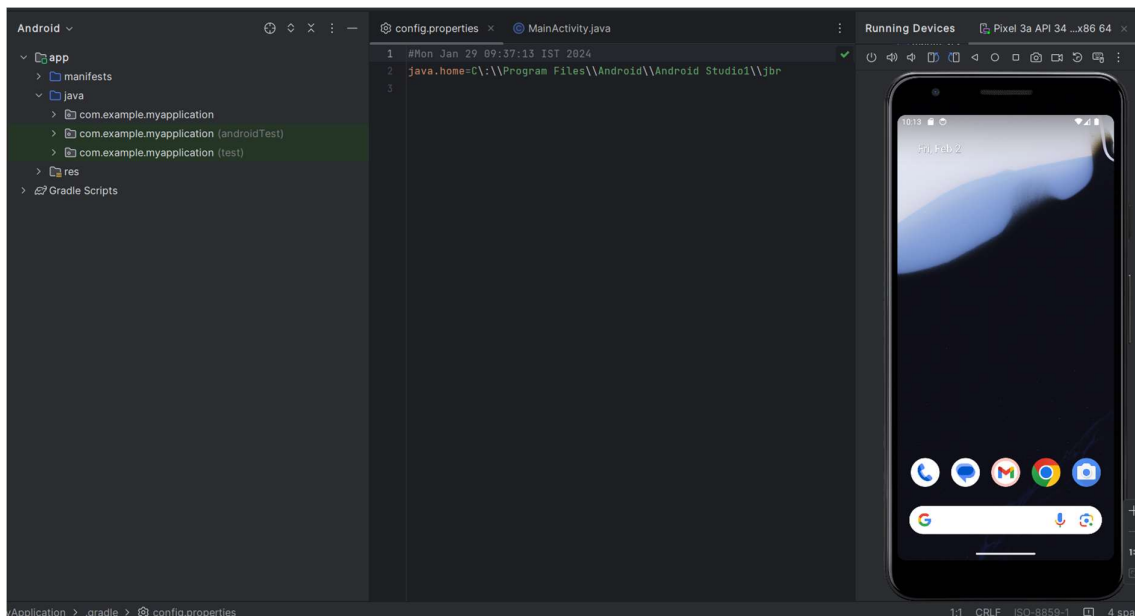 Android
app
manifests
java
com.example.myapplication
com.example.myapplication (androidTest)
com.example.myapplication (test)
res
Gradle Scripts
config.properties
MainActivity.java
1 #Mon Jan 29 09:37:13 IST 2024
2 java.home=C\:\\Program Files\\Android\\Android Studio1\\jbr
3
Running Devices
Pixel 3a API 34 ...x86 64
10:13
Fri, Feb 2
yApplication > .gradle > config.properties
1:1 CRLF ISO-8859-1 4 spa